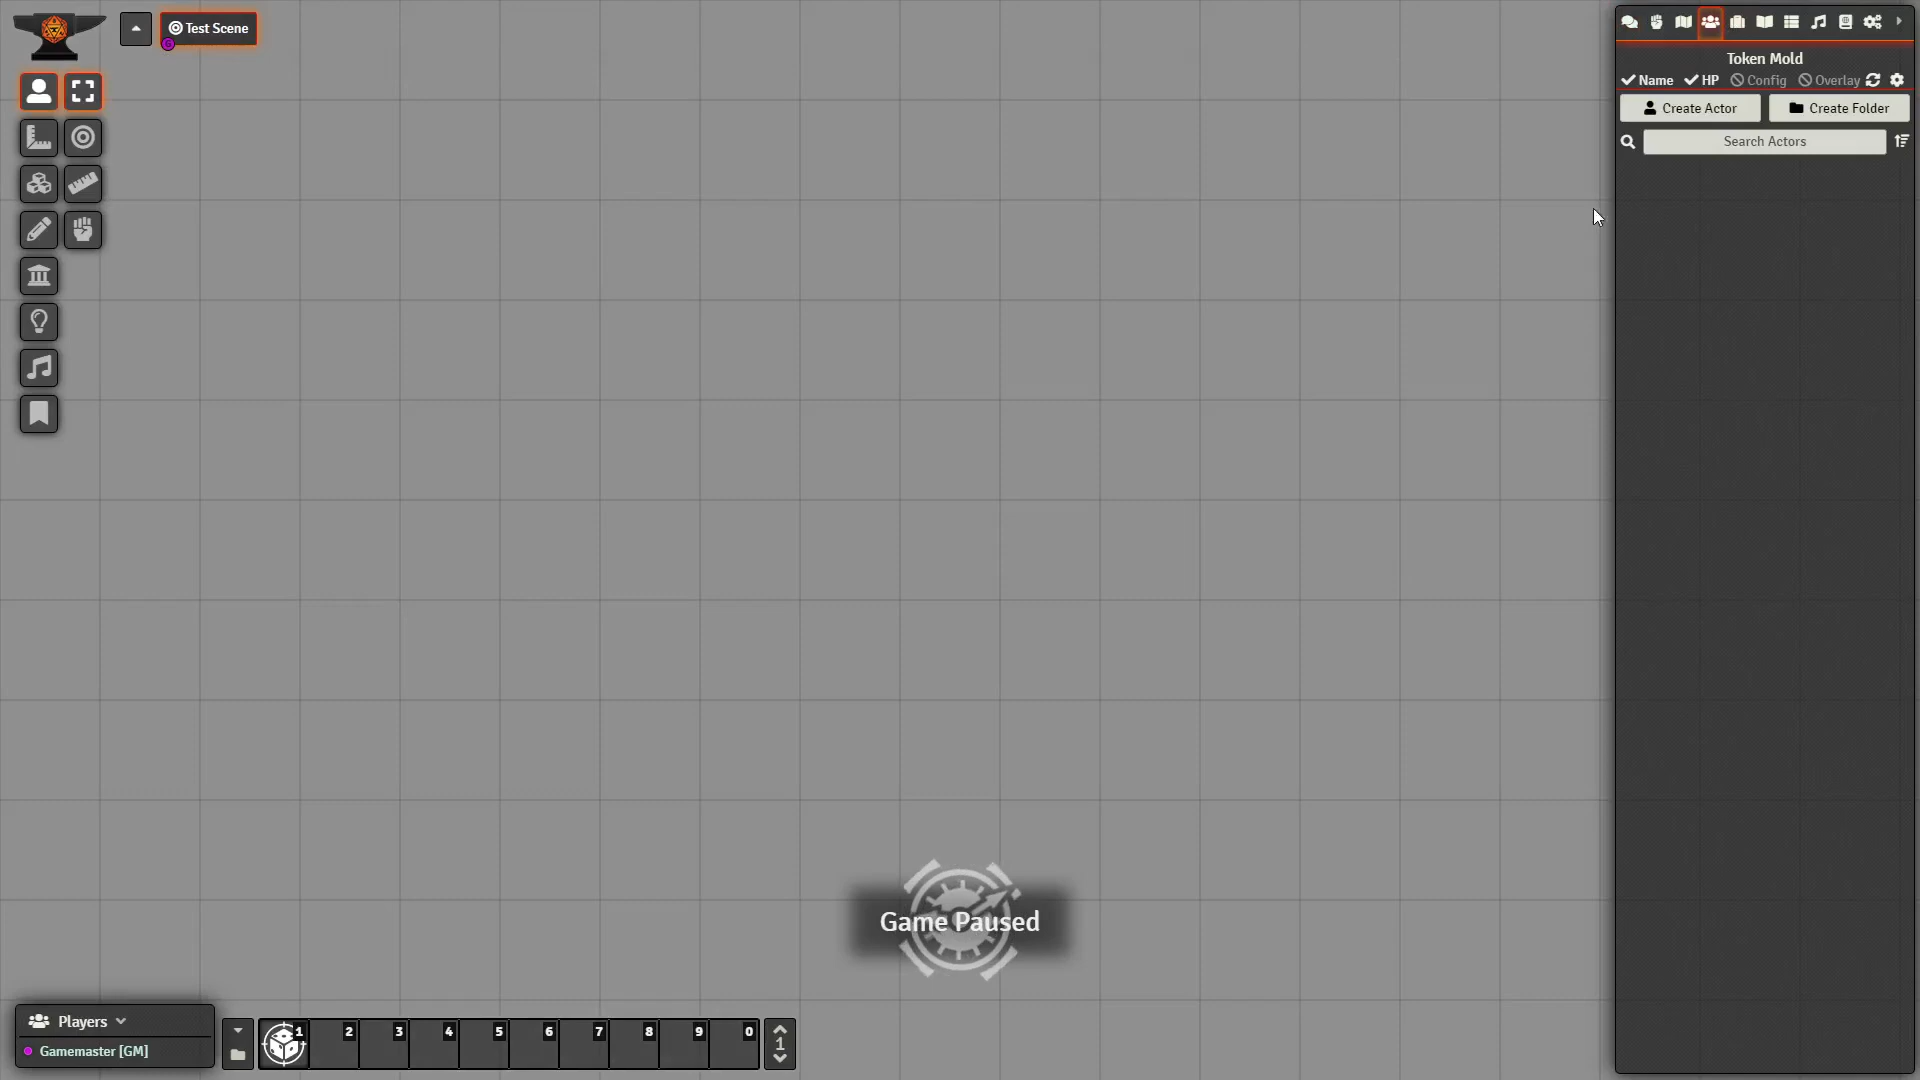 Test Scene
G
Token Mold
Name HP Config Overlay
Create Actor Create Folder
Search Actors
Game Paused
Players
Gamemaster [GM]
1 2 3 4 5 6 7 8 9 0
1